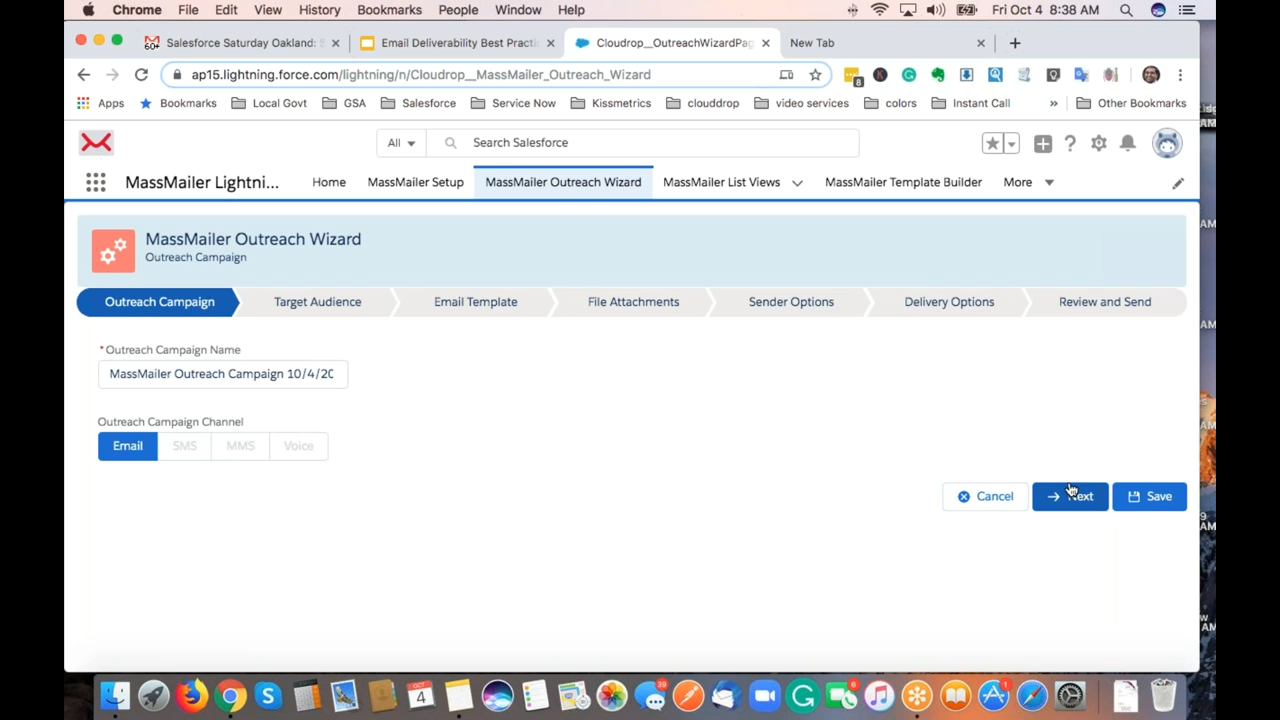 Chrome File Edit View History Bookmarks People Window Help Fri Oct 4 8:38 AM
60+ Salesforce Saturday Oakland: Email Deliverability Best Practi Cloudrop__OutreachWizardPag New Tab
ap15.lightning.force.com/lightning/n/Cloudrop__MassMailer_Outreach_Wizard 8
Apps Bookmarks Local Govt GSA Salesforce Service Now Kissmetrics clouddrop video services colors Instant Call » Other Bookmarks
All Search Salesforce
MassMailer Lightni... Home MassMailer Setup MassMailer Outreach Wizard MassMailer List Views MassMailer Template Builder More
MassMailer Outreach Wizard
Outreach Campaign
Outreach Campaign Target Audience Email Template File Attachments Sender Options Delivery Options Review and Send
*Outreach Campaign Name
MassMailer Outreach Campaign 10/4/20
Outreach Campaign Channel
Email SMS MMS Voice
Cancel Next Save